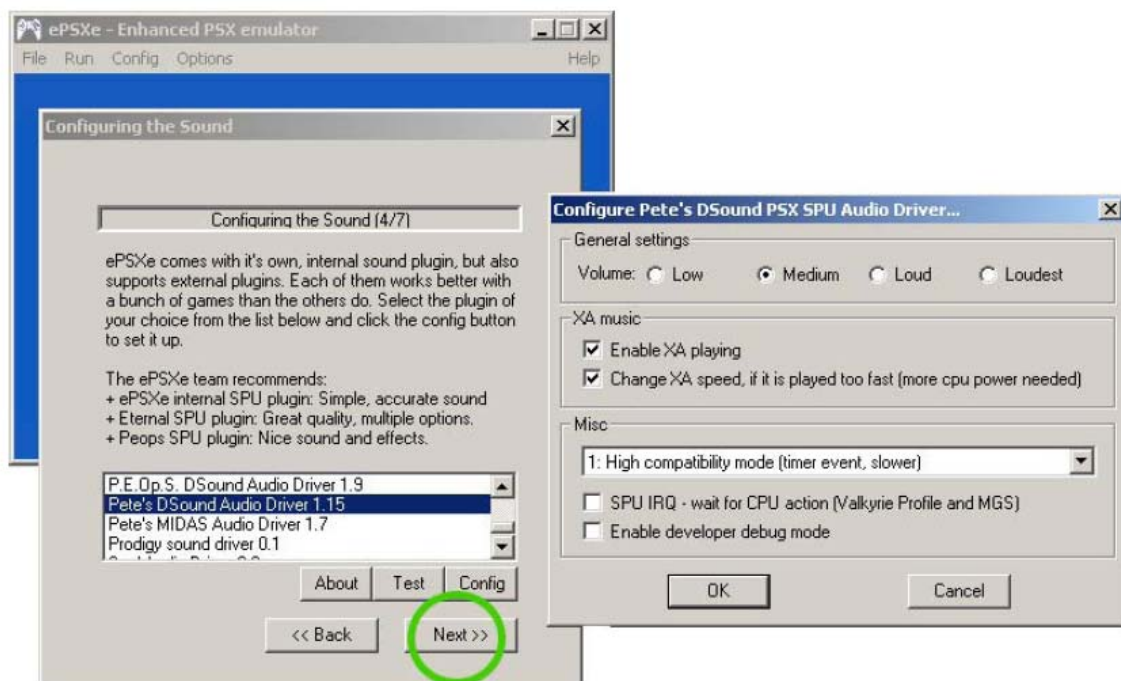 ePSXe - Enhanced PSX emulator
File Run Config Options Help
Configuring the Sound
Configuring the Sound (4/7)
ePSXe comes with it's own, internal sound plugin, but also
supports external plugins. Each of them works better with
a bunch of games than the others do. Select the plugin of
your choice from the list below and click the config button
to set it up.
The ePSXe team recommends:
+ ePSXe internal SPU plugin: Simple, accurate sound
+ Eternal SPU plugin: Great quality, multiple options.
+ Peops SPU plugin: Nice sound and effects.
P.E.Op.S. DSound Audio Driver 1.9
Pete's DSound Audio Driver 1.15
Pete's MIDAS Audio Driver 1.7
Prodigy sound driver 0.1
About Test Config
<< Back Next >>
Configure Pete's DSound PSX SPU Audio Driver...
General settings
Volume: Low Medium Loud Loudest
XA music
Enable XA playing
Change XA speed, if it is played too fast (more cpu power needed)
Misc
1: High compatibility mode (timer event, slower)
SPU IRQ - wait for CPU action (Valkyrie Profile and MGS)
Enable developer debug mode
OK Cancel